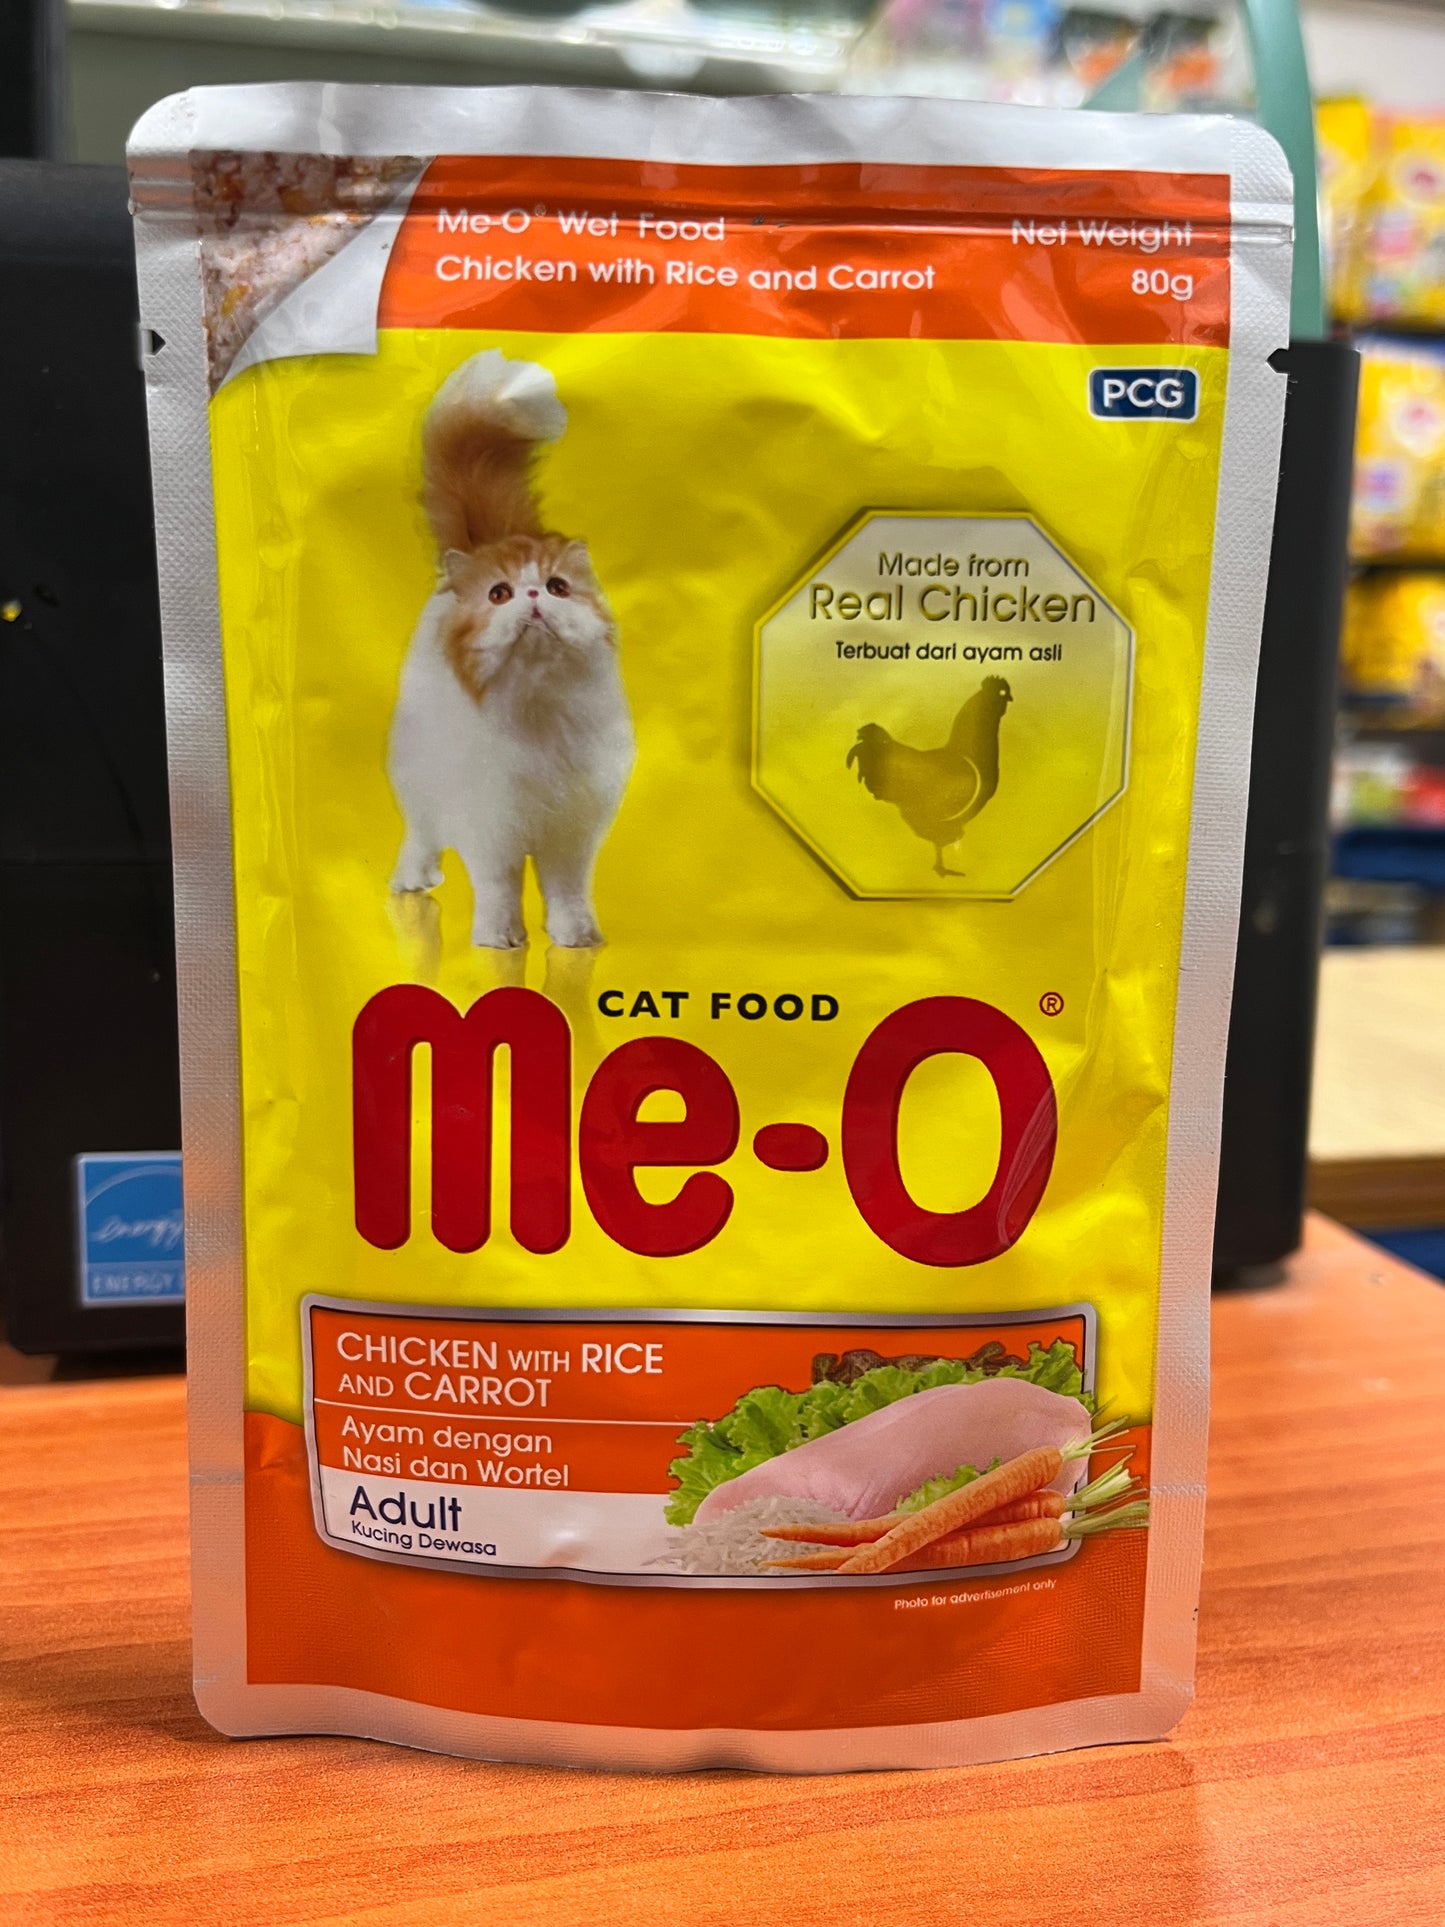 Me-O® Wet Food
Chicken with Rice and Carrot
Net Weight
80g
PCG
Made from
Real Chicken
Terbuat dari ayam asli
CAT FOOD
me-O®
CHICKEN WITH RICE
AND CARROT
Ayam dengan
Nasi dan Wortel
Adult
Kucing Dewasa
Photo for advertisement only
ENERGY